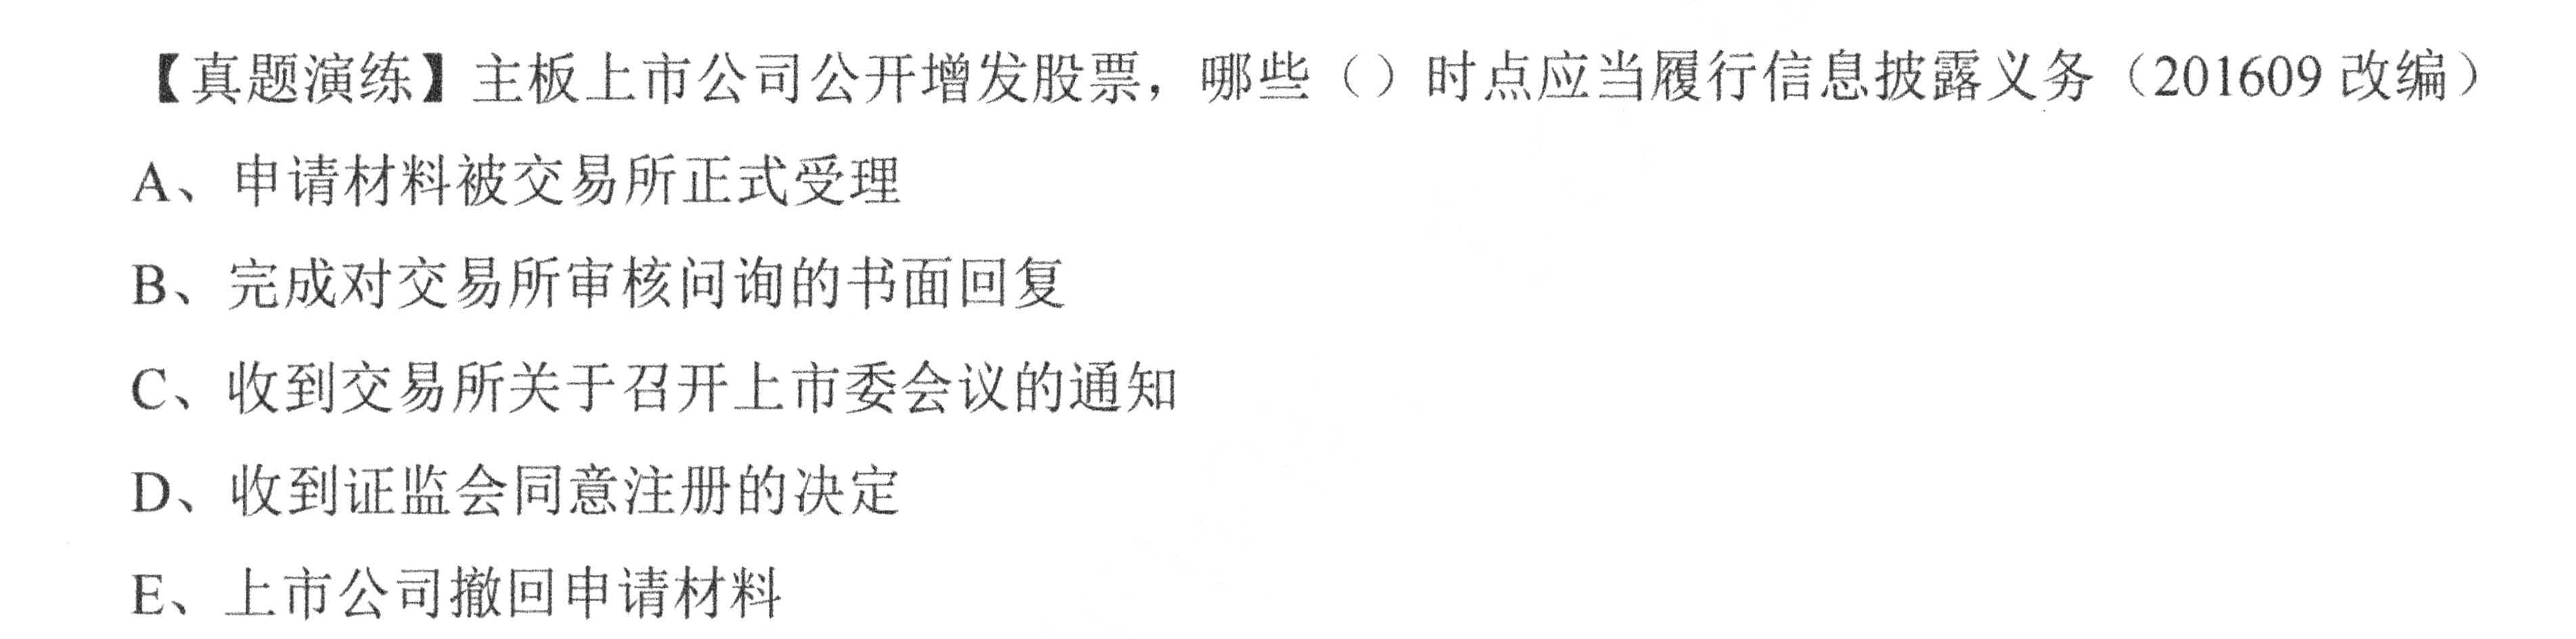 【真题演练】主板上市公司公开增发股票，哪些（）时点应当履行信息披露义务（201609 改编）
A、申请材料被交易所正式受理
B、完成对交易所审核问询的书面回复
C、收到交易所关于召开上市委会议的通知
D、收到证监会同意注册的决定
E、上市公司撤回申请材料